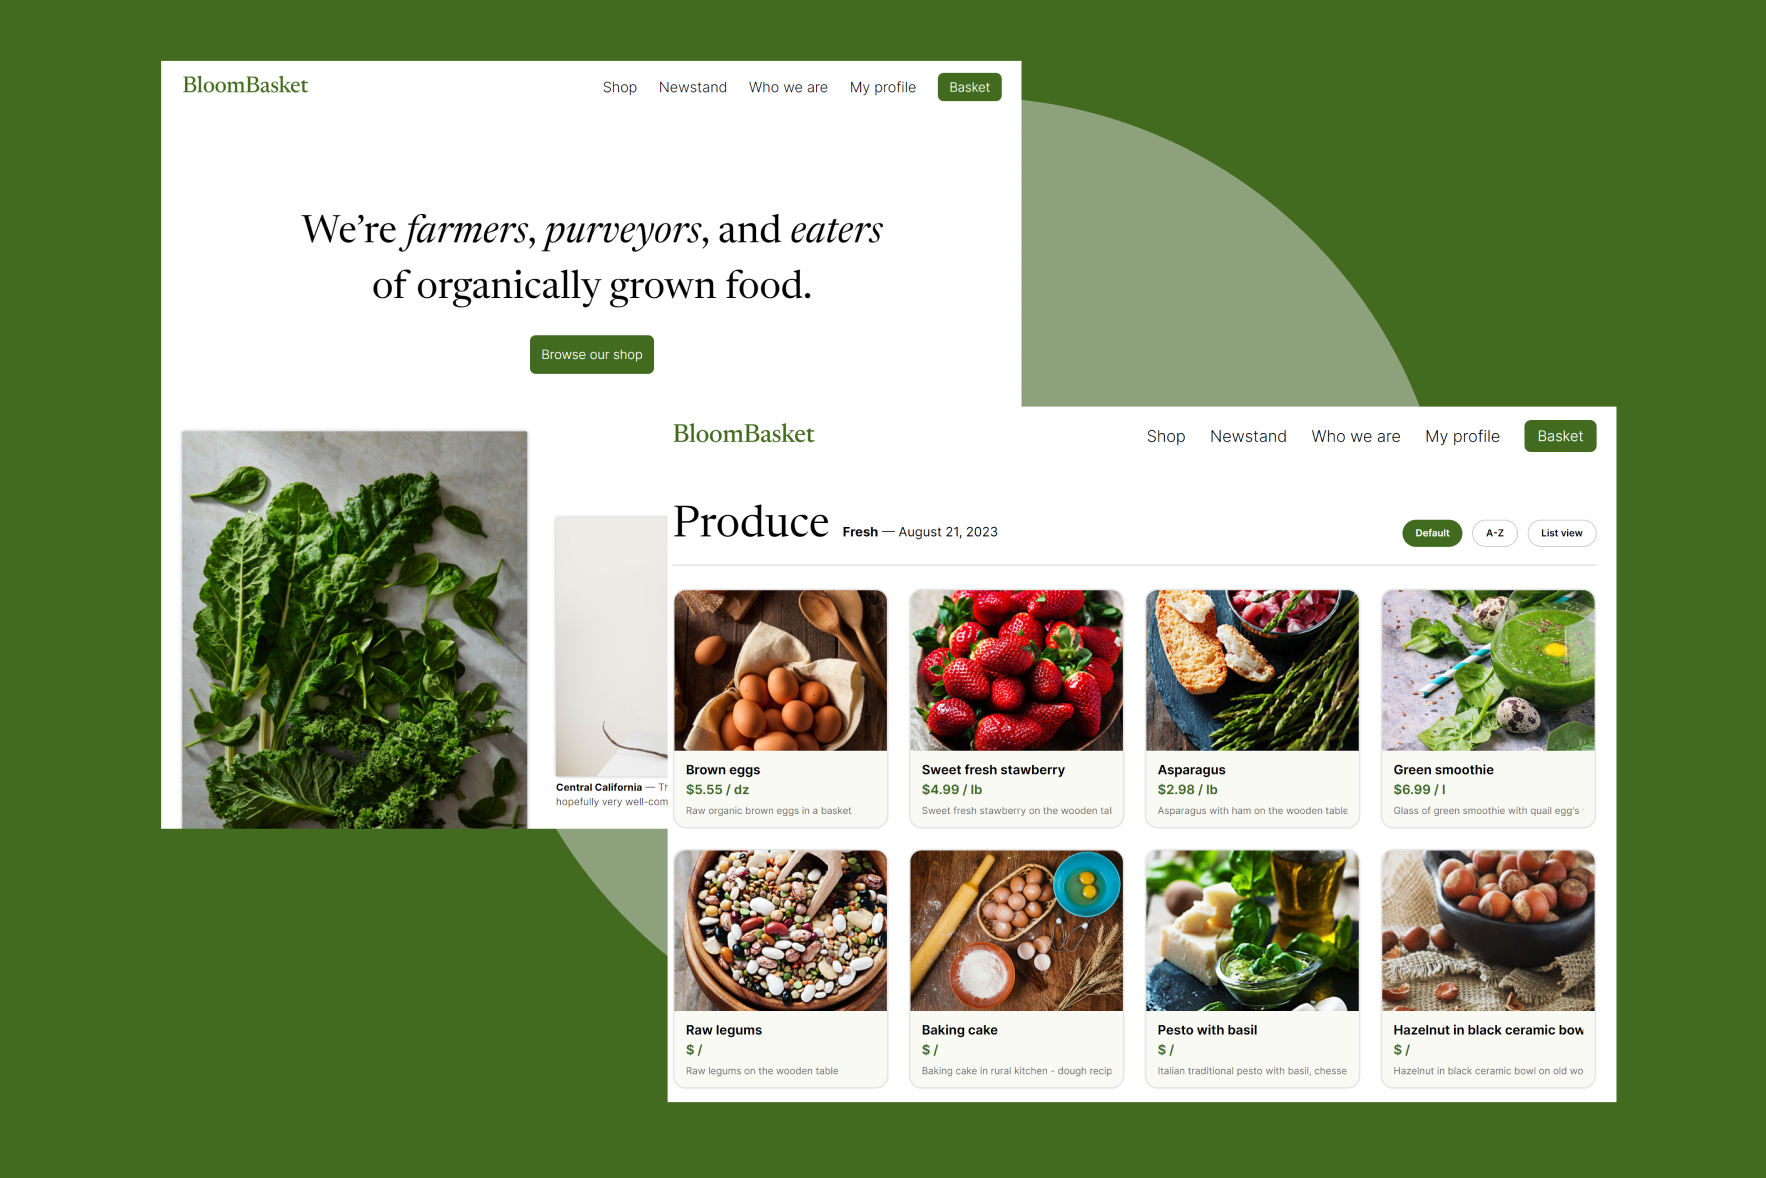 BloomBasket
Shop Newstand Who we are My profile Basket
We're farmers, purveyors, and eaters
of organically grown food.
Browse our shop
Central California —
hopefully very
BloomBasket
Shop Newstand Who we are My profile Basket
Produce Fresh — August 21, 2023
Default A-Z List view
Brown eggs
$5.55 / dz
Raw organic brown eggs in a basket
Sweet fresh stawberry
$4.99 / lb
Sweet fresh stawberry on the wooden
Asparagus
$2.98 / lb
Asparagus with ham on the wooden table
Green smoothie
$6.99 / l
Glass of green smoothie with quail egg's
Raw legums
$ /
Raw legums on the wooden table
Baking cake
$ /
Baking cake in rural kitchen - dough recip
Pesto with basil
$ /
Italian traditional pesto with basil, chesse
Hazelnut in black ceramic bow
$ /
Hazelnut in black ceramic bowl on old wo